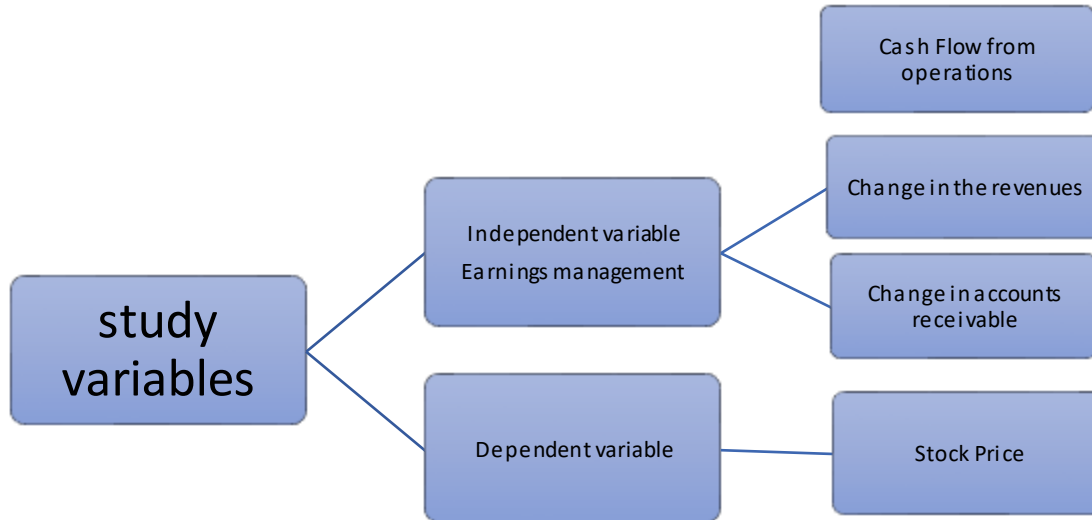 Cash Flow from
operations
Change in the revenues
Independent variable
Earnings management
Change in accounts
receivable
study
variables
Dependent variable
Stock Price